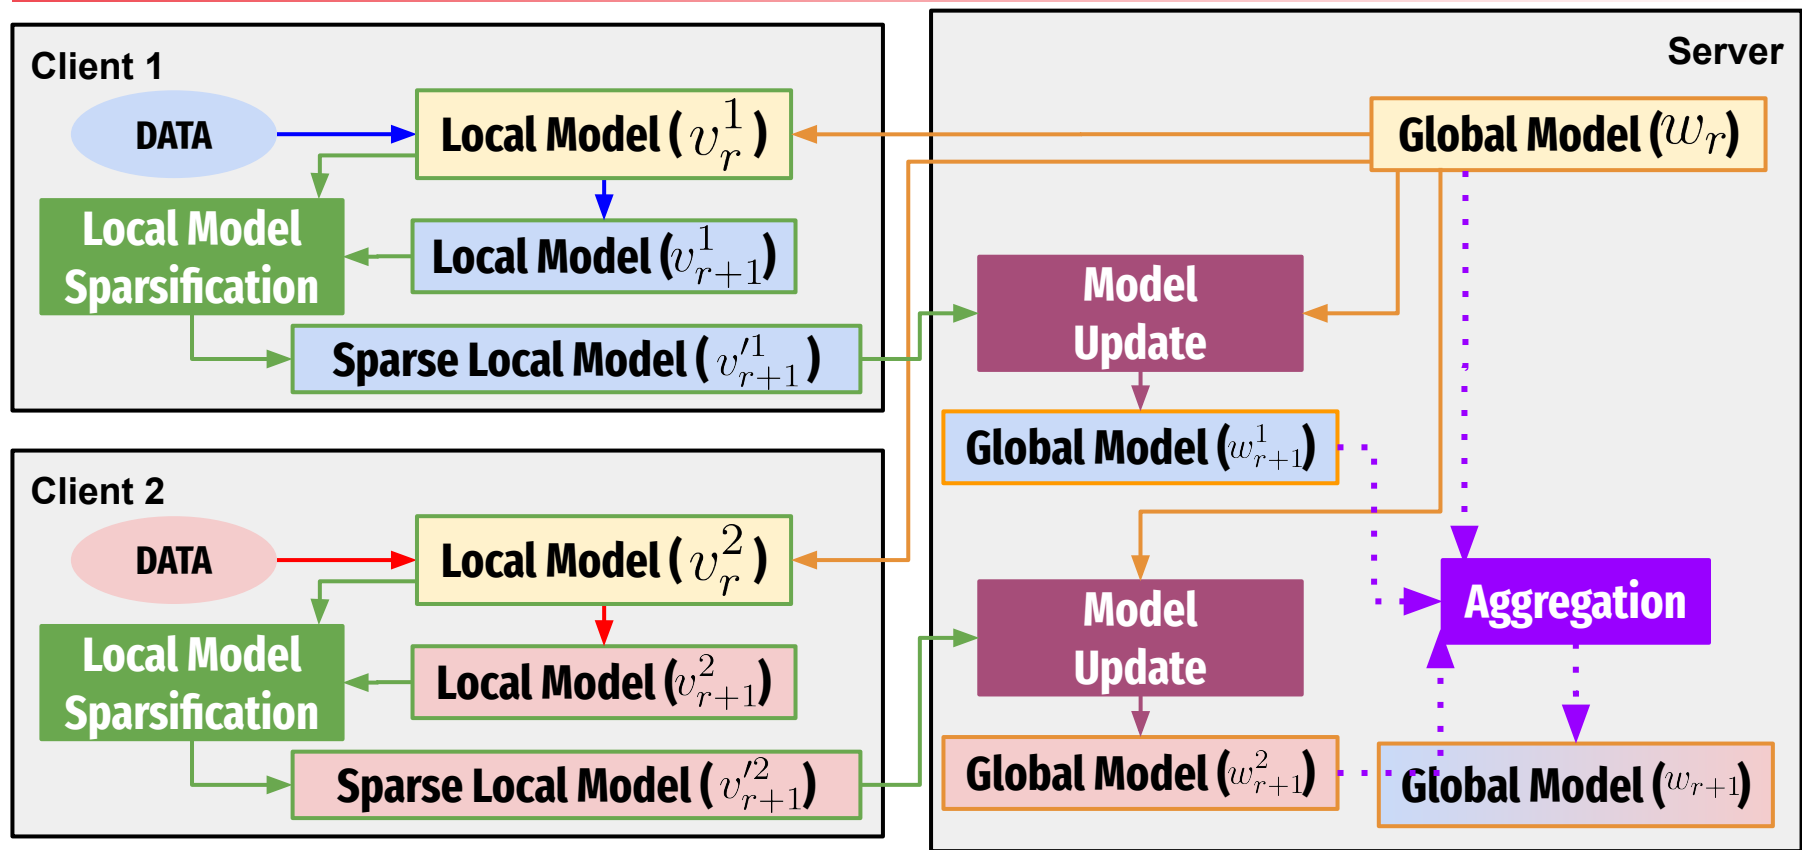 Client 1
DATA
Local Model ( v_r^1 )
Local Model
Sparsification
Local Model (v_{r+1}^1)
Sparse Local Model ( v'^1_{r+1} )
Client 2
DATA
Local Model ( v_r^2 )
Local Model
Sparsification
Local Model (v_{r+1}^2)
Sparse Local Model ( v'^2_{r+1} )
Server
Global Model (w_r)
Model
Update
Global Model (w_{r+1}^1)
Model
Update
Aggregation
Global Model (w_{r+1}^2)
Global Model (w_{r+1})